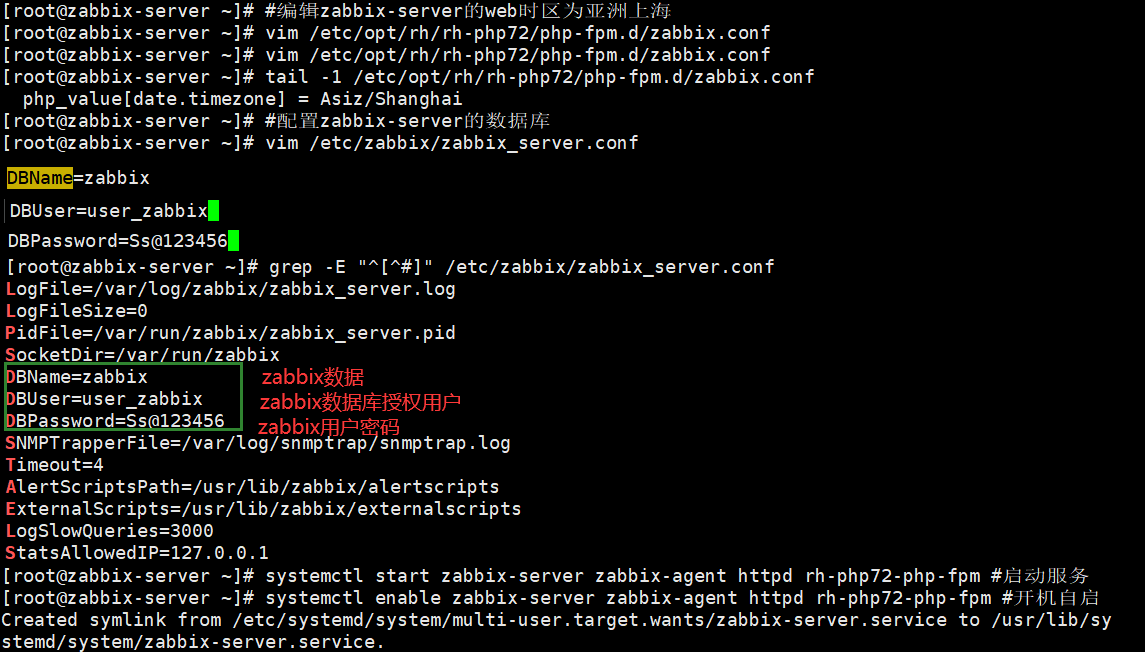 [root@zabbix-server ~]# #编辑zabbix-server的web时区为亚洲上海
[root@zabbix-server ~]# vim /etc/opt/rh/rh-php72/php-fpm.d/zabbix.conf
[root@zabbix-server ~]# vim /etc/opt/rh/rh-php72/php-fpm.d/zabbix.conf
[root@zabbix-server ~]# tail -1 /etc/opt/rh/rh-php72/php-fpm.d/zabbix.conf
php_value[date.timezone] = Asiz/Shanghai
[root@zabbix-server ~]# #配置zabbix-server的数据库
[root@zabbix-server ~]# vim /etc/zabbix/zabbix_server.conf
DBName=zabbix
DBUser=user_zabbix
DBPassword=Ss@123456
[root@zabbix-server ~]# grep -E "^[^#]" /etc/zabbix/zabbix_server.conf
LogFile=/var/log/zabbix/zabbix_server.log
LogFileSize=0
PidFile=/var/run/zabbix/zabbix_server.pid
SocketDir=/var/run/zabbix
DBName=zabbix zabbix数据
DBUser=user_zabbix zabbix数据库授权用户
DBPassword=Ss@123456 zabbix用户密码
SNMPTrapperFile=/var/log/snmptrap/snmptrap.log
Timeout=4
AlertScriptsPath=/usr/lib/zabbix/alertscripts
ExternalScripts=/usr/lib/zabbix/externalscripts
LogSlowQueries=3000
StatsAllowedIP=127.0.0.1
[root@zabbix-server ~]# systemctl start zabbix-server zabbix-agent httpd rh-php72-php-fpm #启动服务
[root@zabbix-server ~]# systemctl enable zabbix-server zabbix-agent httpd rh-php72-php-fpm #开机自启
Created symlink from /etc/systemd/system/multi-user.target.wants/zabbix-server.service to /usr/lib/sy
stemd/system/zabbix-server.service.